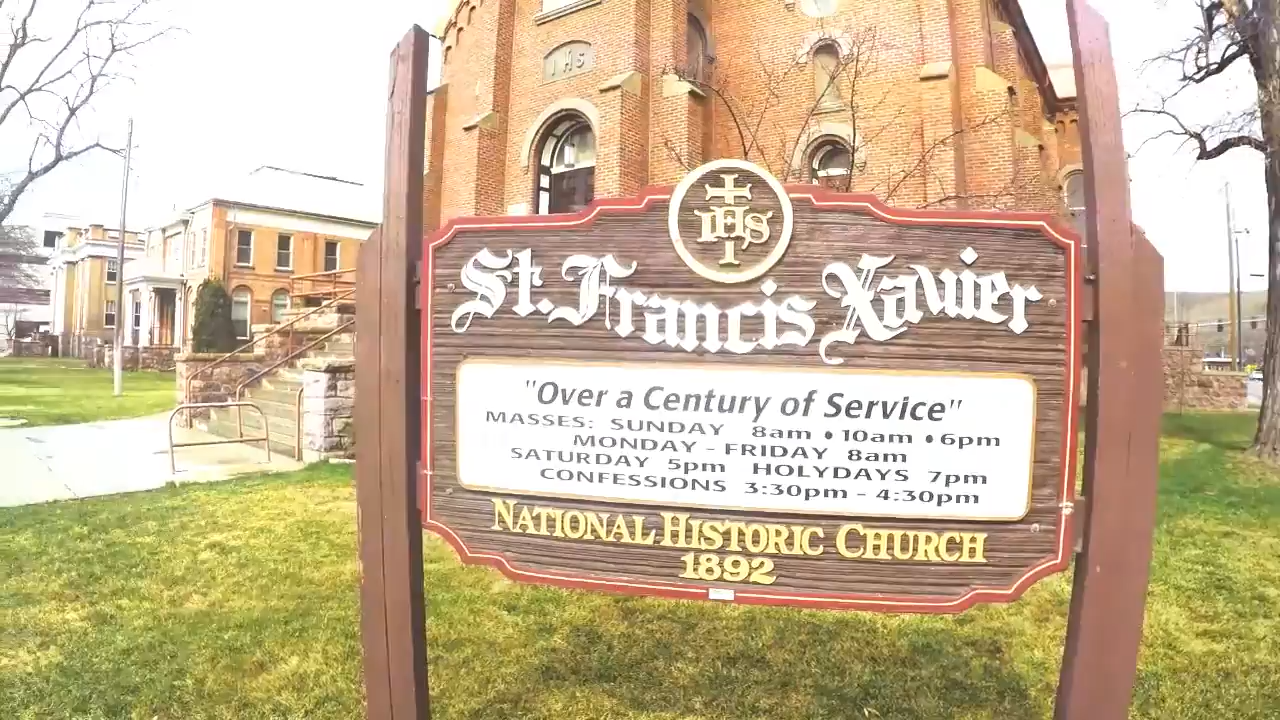 IHS
IHS
St. Francis Xavier
"Over a Century of Service"
MASSES: SUNDAY 8am • 10am • 6pm
MONDAY - FRIDAY 8am
SATURDAY 5pm HOLYDAYS 7pm
CONFESSIONS 3:30pm - 4:30pm
NATIONAL HISTORIC CHURCH
1892